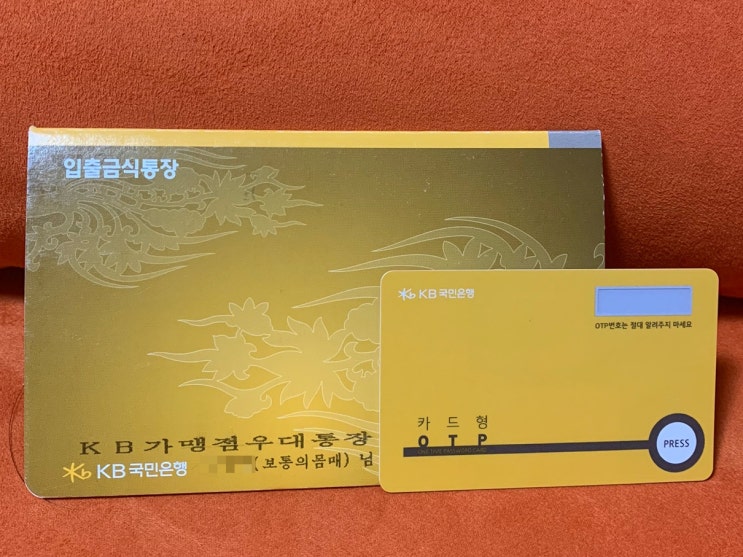 입출금식통장
KB가맹점우대통장
KB국민은행 (보통의몸매) 님
KB국민은행
OTP번호는 절대 알려주지 마세요
카드형
OTP
ONE TIME PASSWORD CARD
PRESS